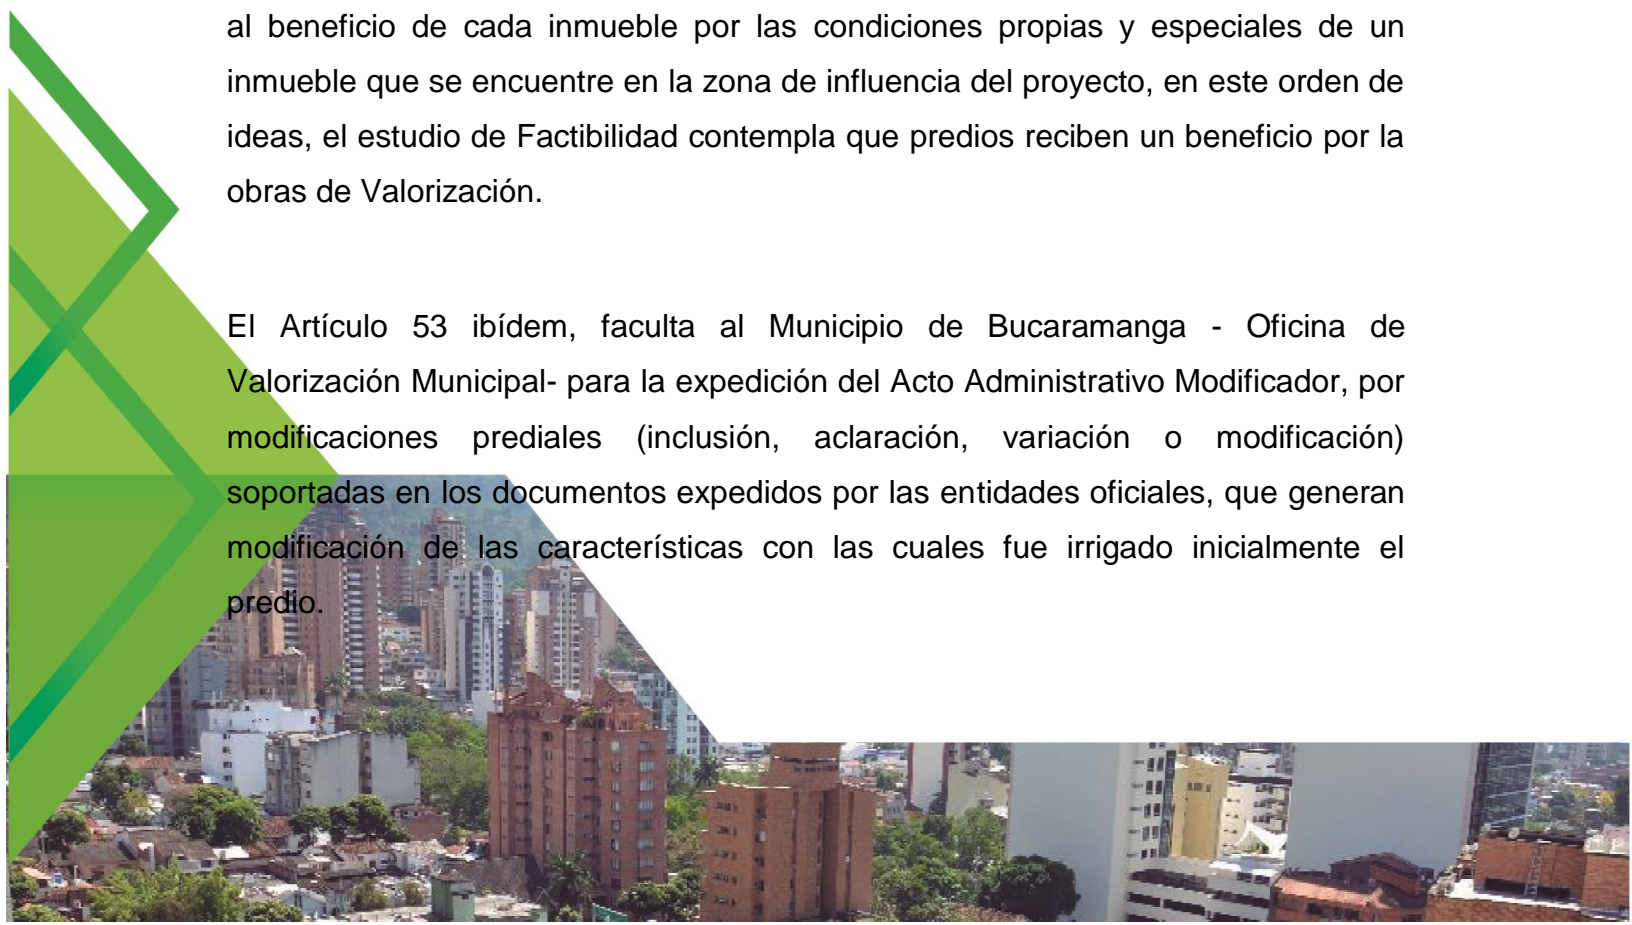 al beneficio de cada inmueble por las condiciones propias y especiales de un
inmueble que se encuentre en la zona de influencia del proyecto, en este orden de
ideas, el estudio de Factibilidad contempla que predios reciben un beneficio por la
obras de Valorización.
El Artículo 53 ibídem, faculta al Municipio de Bucaramanga - Oficina de
Valorización Municipal- para la expedición del Acto Administrativo Modificador, por
modificaciones prediales (inclusión, aclaración, variación o modificación)
soportadas en los documentos expedidos por las entidades oficiales, que generan
modificación de las características con las cuales fue irrigado inicialmente el
predio.